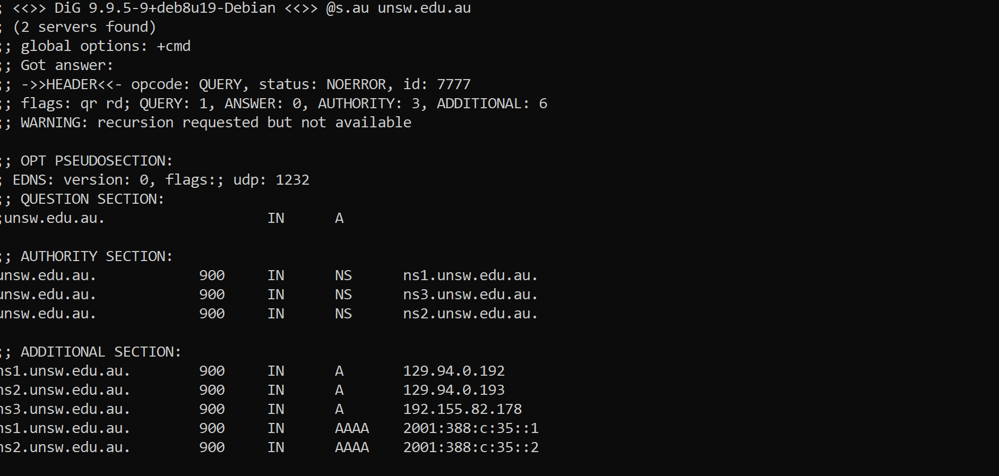 ; <<>> DiG 9.9.5-9+deb8u19-Debian <<>> @s.au unsw.edu.au
; (2 servers found)
;; global options: +cmd
;; Got answer:
;; ->>HEADER<<- opcode: QUERY, status: NOERROR, id: 7777
;; flags: qr rd; QUERY: 1, ANSWER: 0, AUTHORITY: 3, ADDITIONAL: 6
;; WARNING: recursion requested but not available
;; OPT PSEUDOSECTION:
; EDNS: version: 0, flags:; udp: 1232
;; QUESTION SECTION:
;unsw.edu.au. IN A
;; AUTHORITY SECTION:
unsw.edu.au. 900 IN NS ns1.unsw.edu.au.
unsw.edu.au. 900 IN NS ns3.unsw.edu.au.
unsw.edu.au. 900 IN NS ns2.unsw.edu.au.
;; ADDITIONAL SECTION:
ns1.unsw.edu.au. 900 IN A 129.94.0.192
ns2.unsw.edu.au. 900 IN A 129.94.0.193
ns3.unsw.edu.au. 900 IN A 192.155.82.178
ns1.unsw.edu.au. 900 IN AAAA 2001:388:c:35::1
ns2.unsw.edu.au. 900 IN AAAA 2001:388:c:35::2